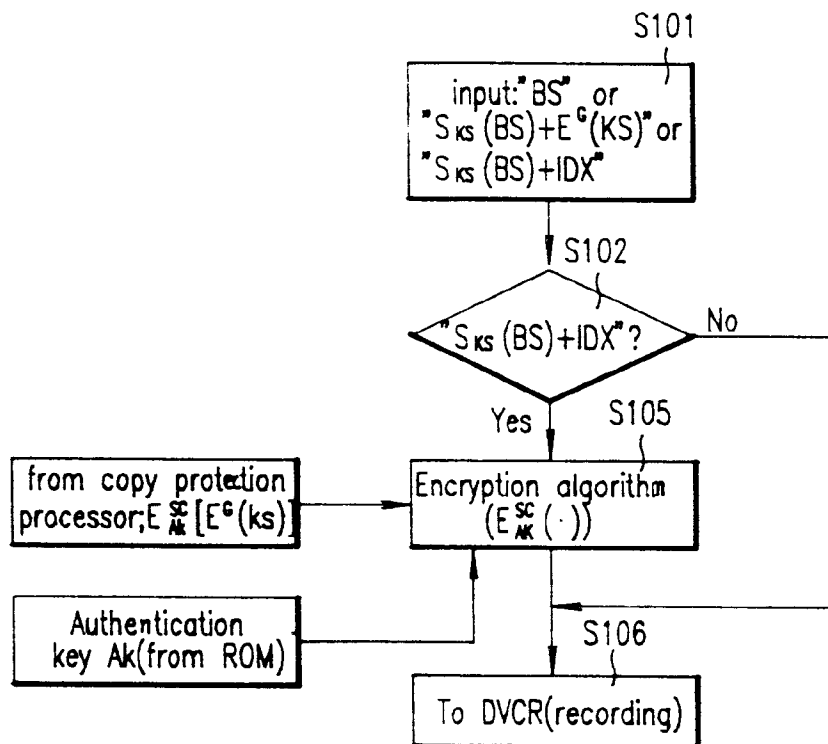 S101
input:"BS" or
"S KS (BS)+E G (KS)" or
"S KS (BS)+IDX"
S102
"S KS (BS)+IDX"?
No
Yes
S105
from copy protection
processor;E SC Ak [E G (ks)]
Encryption algorithm
(E SC AK ( · ))
Authentication
key Ak(from ROM)
S106
To DVCR(recording)